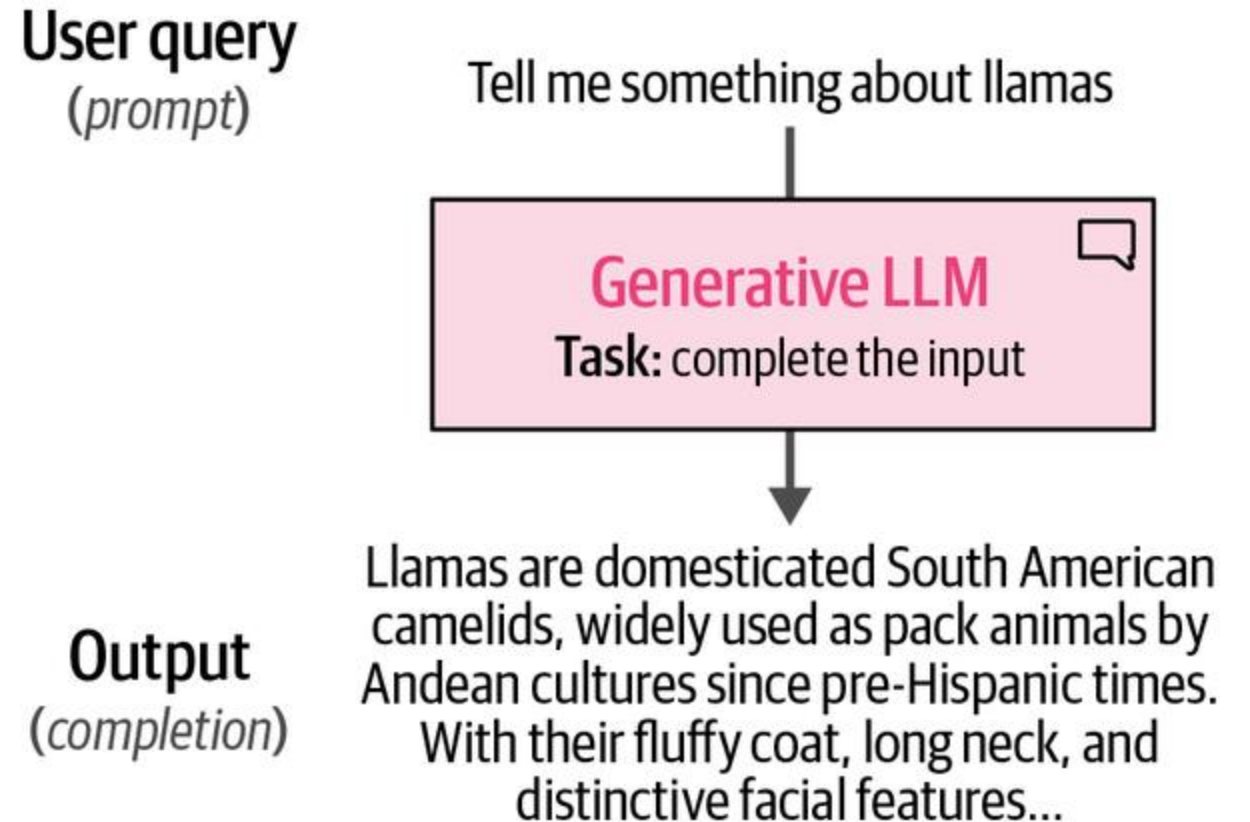 User query
(prompt)
Tell me something about llamas
Generative LLM
Task: complete the input
Output
(completion)
Llamas are domesticated South American
camelids, widely used as pack animals by
Andean cultures since pre-Hispanic times.
With their fluffy coat, long neck, and
distinctive facial features...